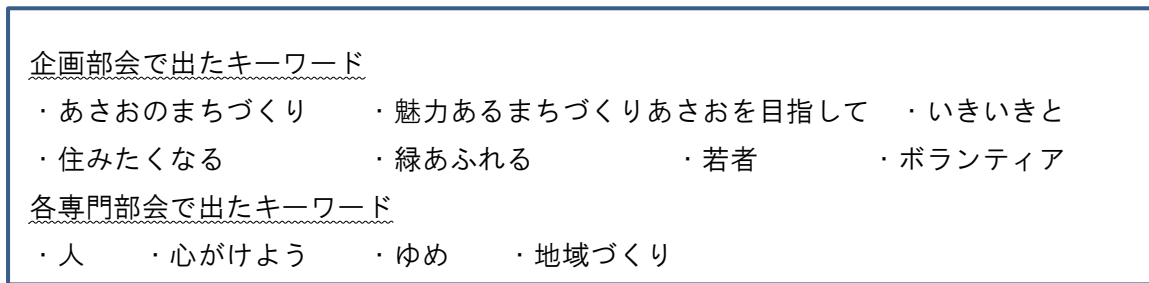 企画部会で出たキーワード
・あさおのまちづくり ・魅力あるまちづくりあさおを目指して ・いきいきと
・住みたくなる ・緑あふれる ・若者 ・ボランティア
各専門部会で出たキーワード
・人 ・心がけよう ・ゆめ ・地域づくり